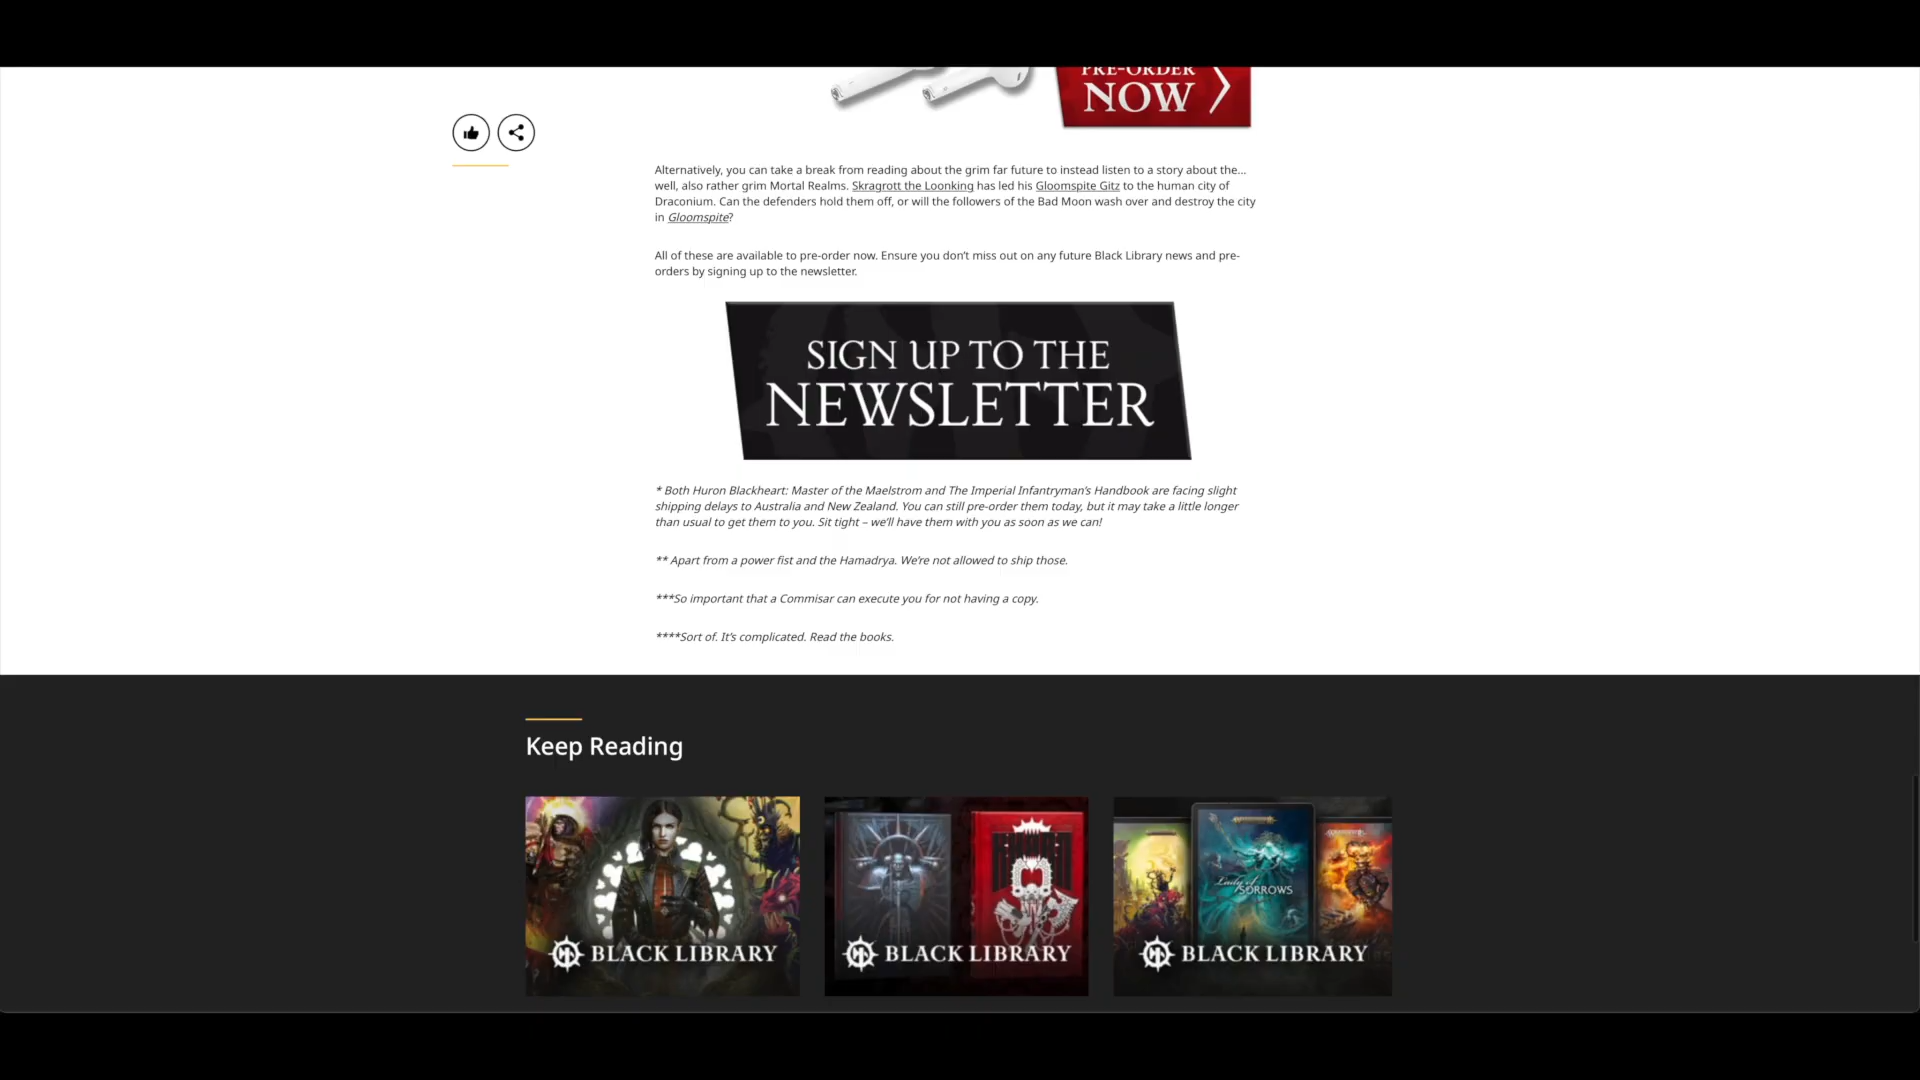 PRE-ORDER
NOW
Alternatively, you can take a break from reading about the grim far future to instead listen to a story about the…
well, also rather grim Mortal Realms. Skragrott the Loonking has led his Gloomspite Gitz to the human city of
Draconium. Can the defenders hold them off, or will the followers of the Bad Moon wash over and destroy the city
in Gloomspite?
All of these are available to pre-order now. Ensure you don’t miss out on any future Black Library news and pre-
orders by signing up to the newsletter.
SIGN UP TO THE
NEWSLETTER
* Both Huron Blackheart: Master of the Maelstrom and The Imperial Infantryman’s Handbook are facing slight
shipping delays to Australia and New Zealand. You can still pre-order them today, but it may take a little longer
than usual to get them to you. Sit tight – we’ll have them with you as soon as we can!
** Apart from a power fist and the Hamadrya. We’re not allowed to ship those.
***So important that a Commisar can execute you for not having a copy.
****Sort of. It’s complicated. Read the books.
Keep Reading
Lady of
SORROWS
BLACK LIBRARY
BLACK LIBRARY
BLACK LIBRARY